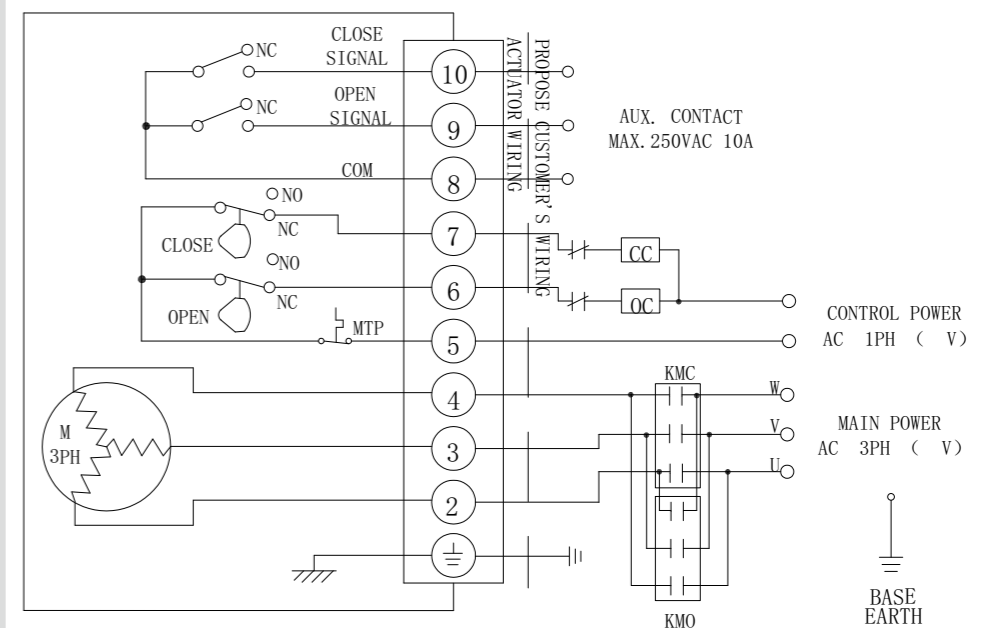 CLOSE
SIGNAL
NC
10
OPEN
SIGNAL
NC
9
COM
8
ACTUATOR WIRING
PROPOSE CUSTOMER'S WIRING
AUX. CONTACT
MAX.250VAC 10A
NO
NC
CLOSE
7
CC
NO
NC
OPEN
6
OC
MTP
5
CONTROL POWER
AC 1PH ( V)
KMC
4
W
M
3PH
3
V
MAIN POWER
AC 3PH ( V)
U
2
KMO
BASE
EARTH